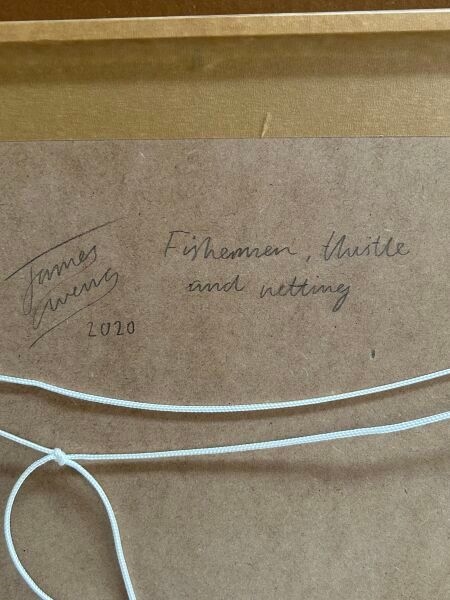 James
Owens
2020
Fishermen, thistle
and netting